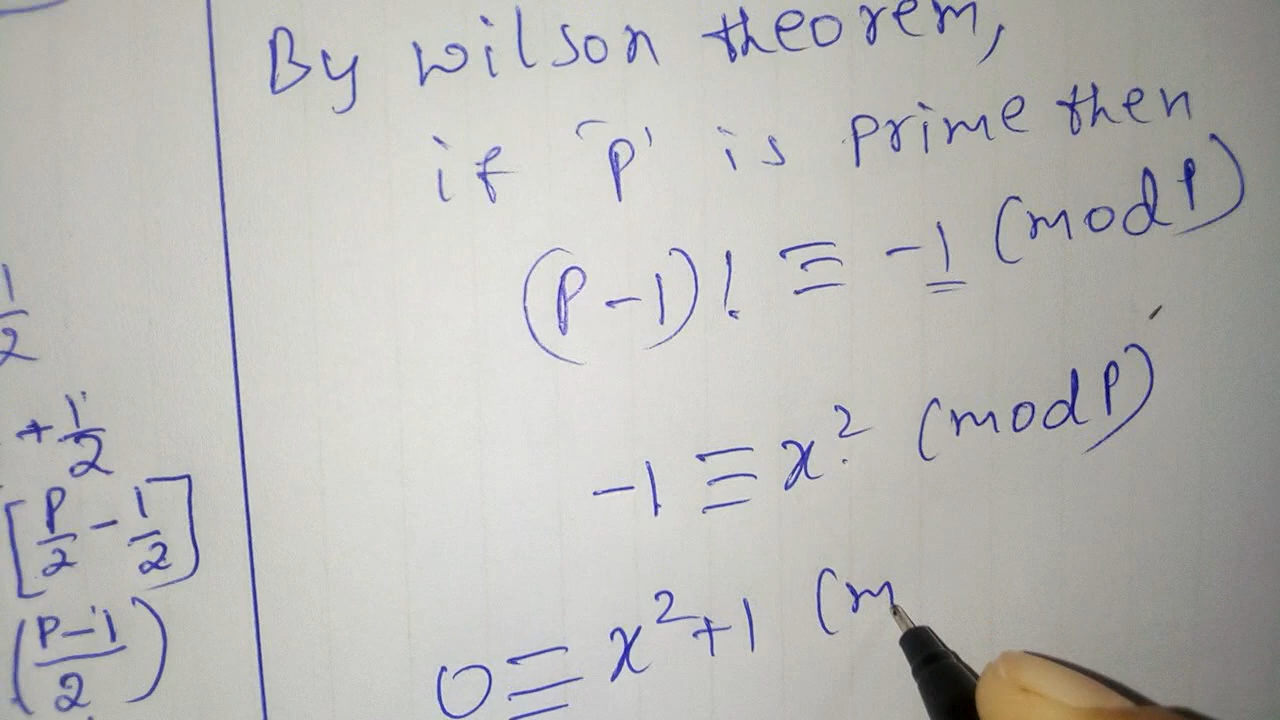 1/2
+ 1/2
[P/2 - 1/2]
(P-1/2)
By wilson theorem,
if 'p' is prime then
(P-1)! ≡ -1 (mod P)
-1 ≡ x². (mod P)
0 ≡ x²+1 (m